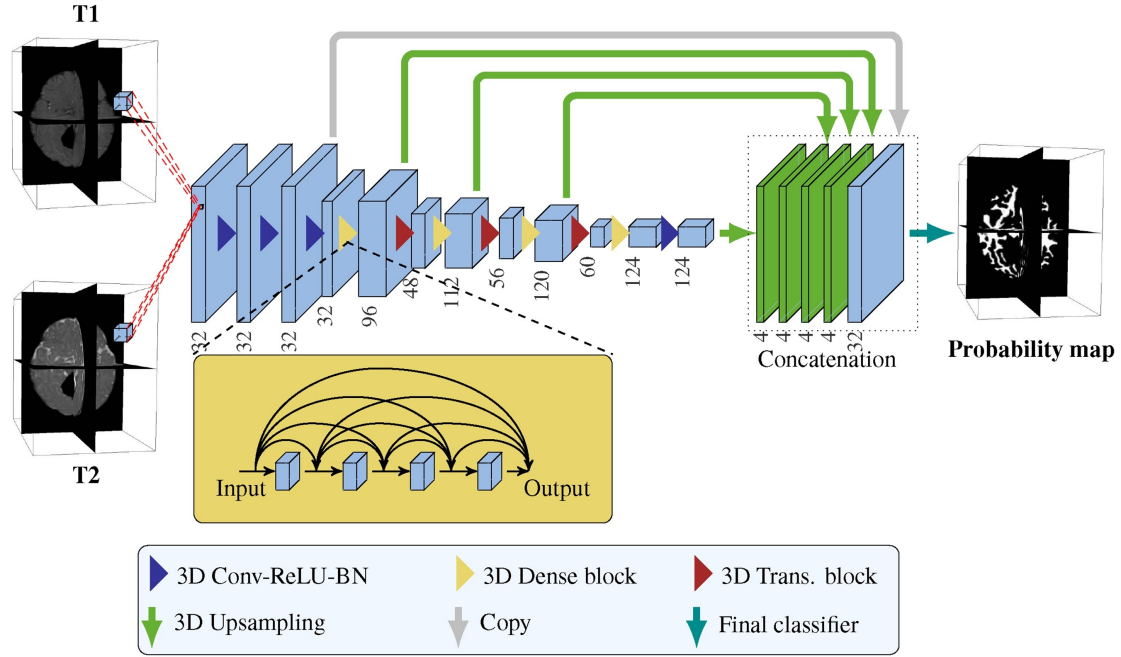 T1
32
32
32
32
96
48
112
56
120
60
124
124
4
4
4
4
32
Concatenation
Probability map
T2
Input
Output
3D Conv-ReLU-BN
3D Dense block
3D Trans. block
3D Upsampling
Copy
Final classifier